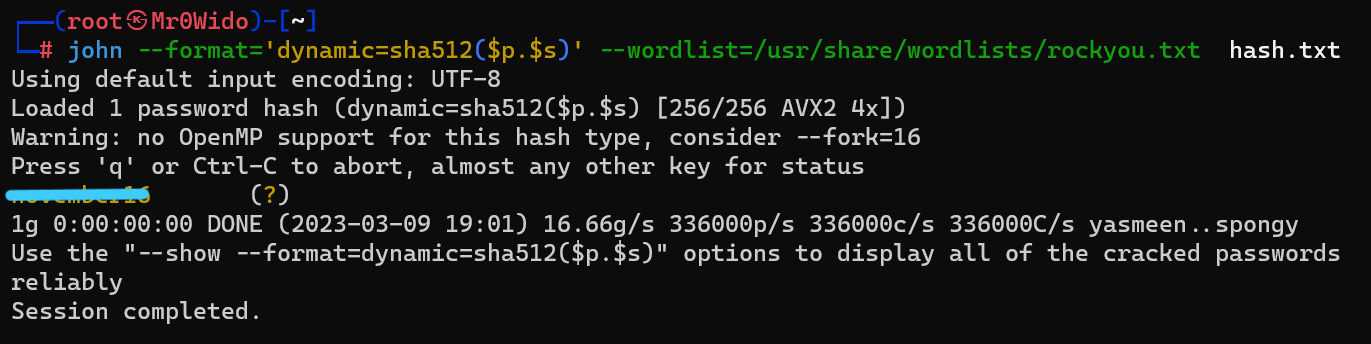 ┌──(root㉿Mr0Wido)-[~]
└─# john --format='dynamic=sha512($p.$s)' --wordlist=/usr/share/wordlists/rockyou.txt  hash.txt
Using default input encoding: UTF-8
Loaded 1 password hash (dynamic=sha512($p.$s) [256/256 AVX2 4x])
Warning: no OpenMP support for this hash type, consider --fork=16
Press 'q' or Ctrl-C to abort, almost any other key for status
(?)
1g 0:00:00:00 DONE (2023-03-09 19:01) 16.66g/s 336000p/s 336000c/s 336000C/s yasmeen..spongy
Use the "--show --format=dynamic=sha512($p.$s)" options to display all of the cracked passwords
reliably
Session completed.